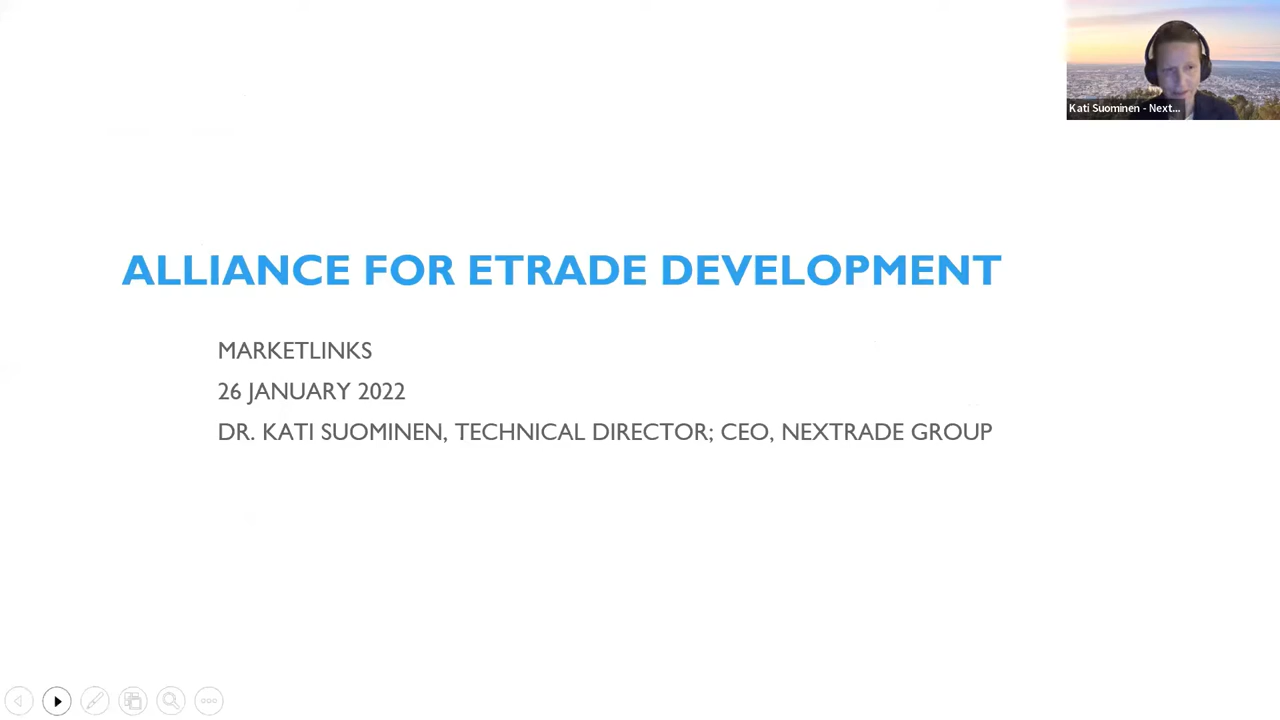 Kati Suominen - Next...
ALLIANCE FOR ETRADE DEVELOPMENT
MARKETLINKS
26 JANUARY 2022
DR. KATI SUOMINEN, TECHNICAL DIRECTOR; CEO, NEXTRADE GROUP